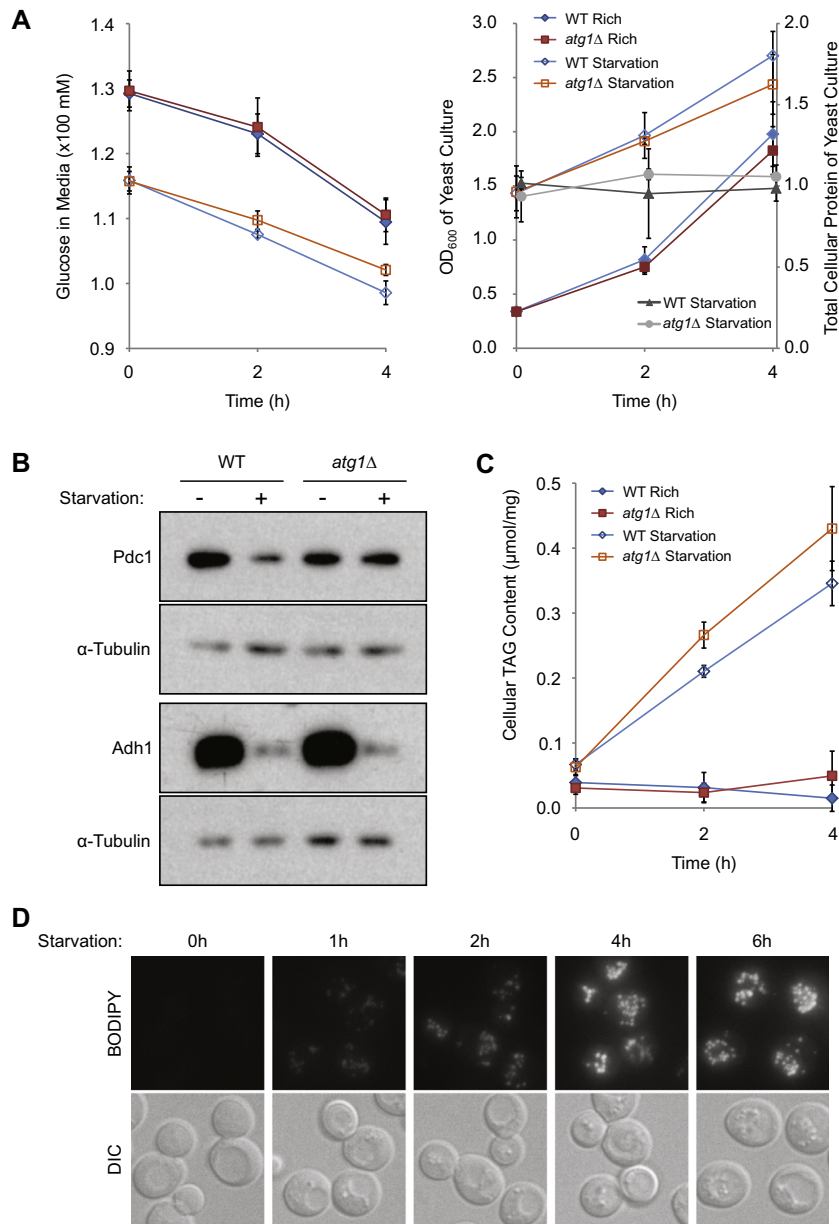 A
Glucose in Media (x100 mM)
1.4
1.3
1.2
1.1
1.0
0.9
0 2 4
Time (h)
OD600 of Yeast Culture
3.0
2.5
2.0
1.5
1.0
0.5
0.0
WT Rich
atg1Δ Rich
WT Starvation
atg1Δ Starvation
WT Starvation
atg1Δ Starvation
2.0
1.5
1.0
0.5
0.0
Total Cellular Protein of Yeast Culture
0 2 4
Time (h)
B
WT atg1Δ
Starvation: - + - +
Pdc1
α-Tubulin
Adh1
α-Tubulin
C
Cellular TAG Content (μmol/mg)
0.5
0.4
0.3
0.2
0.1
0.0
WT Rich
atg1Δ Rich
WT Starvation
atg1Δ Starvation
0 2 4
Time (h)
D
Starvation: 0h 1h 2h 4h 6h
BODIPY
DIC